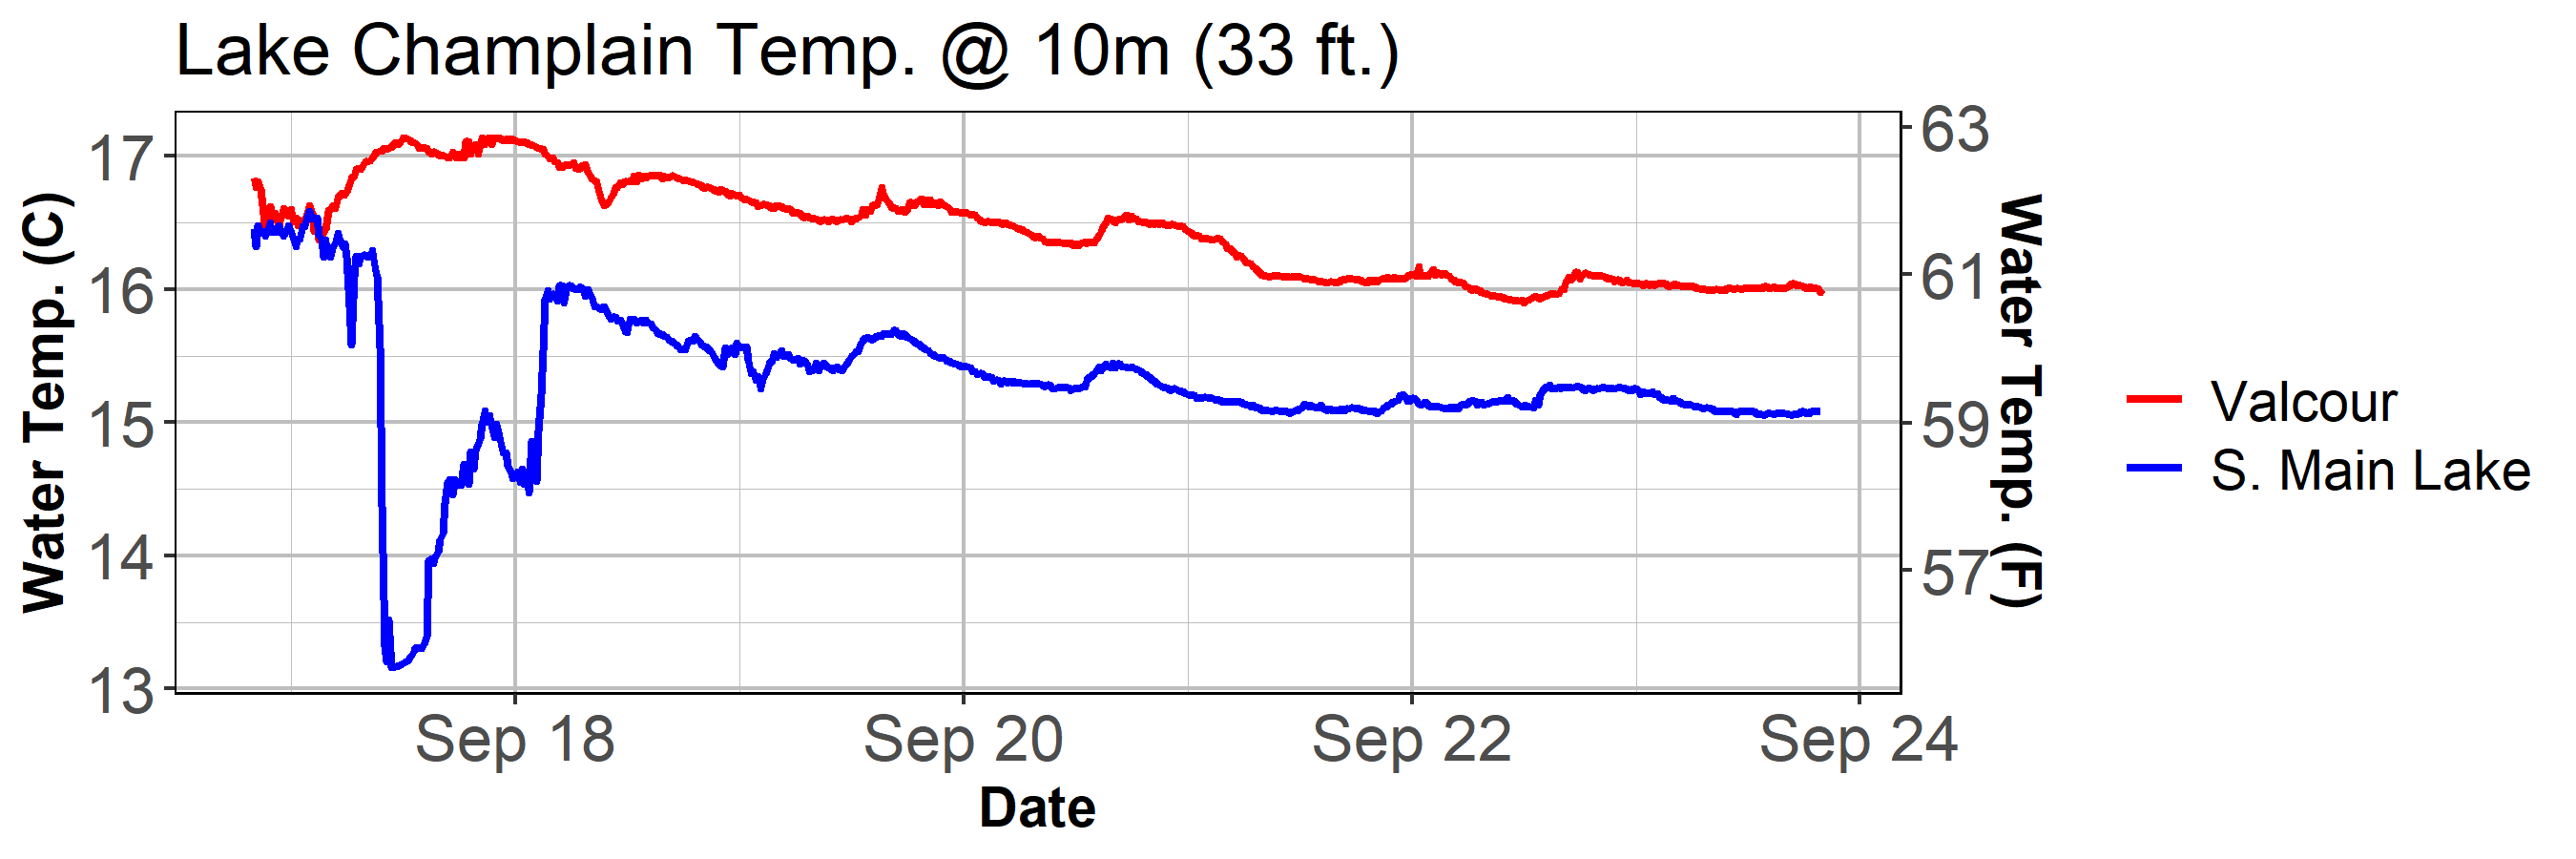 Lake Champlain Temp. @ 10m (33 ft.)
Water Temp. (C)
17
16
15
14
13
63
61
59
57
Water Temp. (F)
Sep 18
Sep 20
Sep 22
Sep 24
Date
Valcour
S. Main Lake